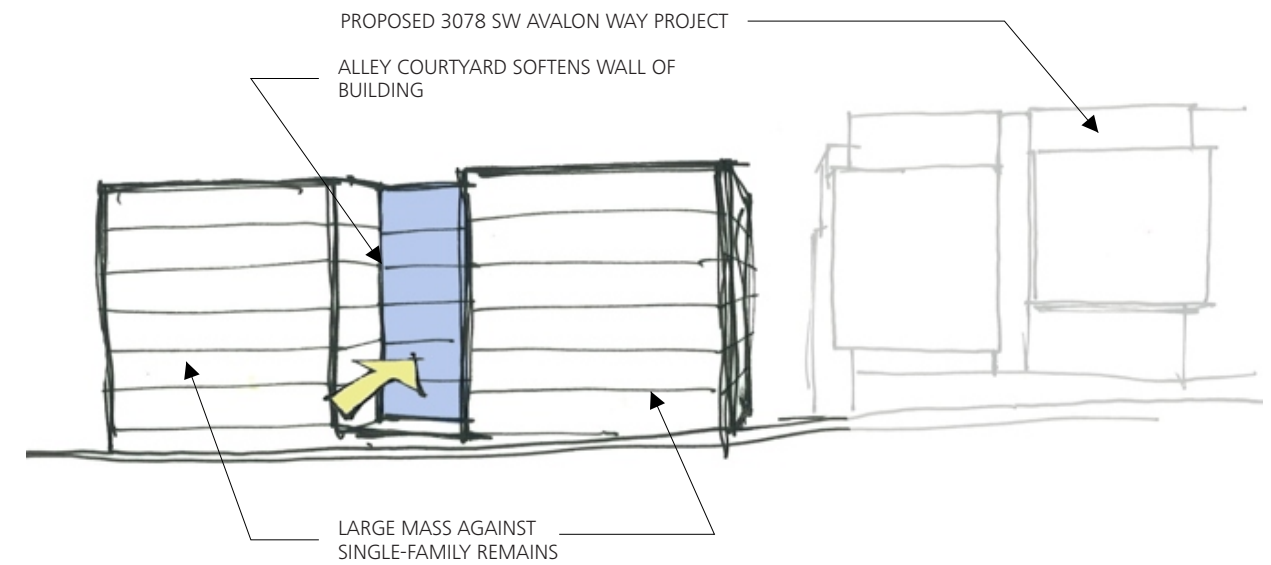 PROPOSED 3078 SW AVALON WAY PROJECT
ALLEY COURTYARD SOFTENS WALL OF
BUILDING
LARGE MASS AGAINST
SINGLE-FAMILY REMAINS